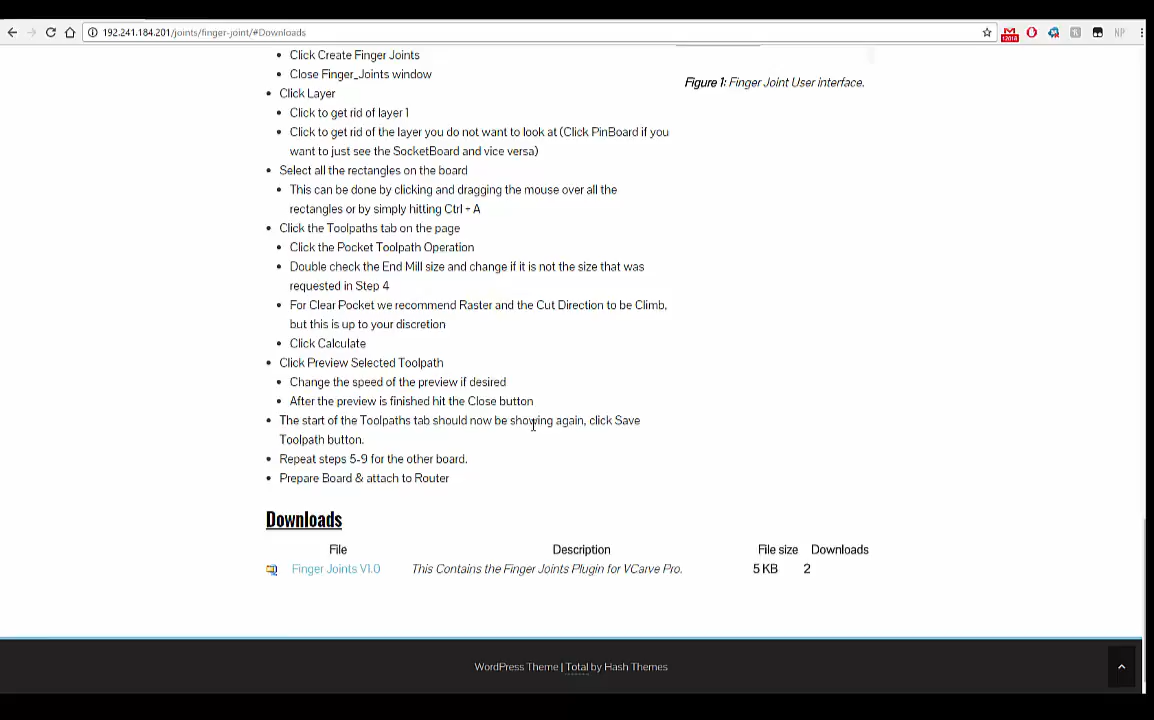 192.241.184.201/joints/finger-joint/#Downloads
NP
Click Create Finger Joints
Close Finger_Joints window
Click Layer
Click to get rid of layer 1
Click to get rid of the layer you do not want to look at (Click PinBoard if you
want to just see the SocketBoard and vice versa)
Select all the rectangles on the board
This can be done by clicking and dragging the mouse over all the
rectangles or by simply hitting Ctrl + A
Click the Toolpaths tab on the page
Click the Pocket Toolpath Operation
Double check the End Mill size and change if it is not the size that was
requested in Step 4
For Clear Pocket we recommend Raster and the Cut Direction to be Climb,
but this is up to your discretion
Click Calculate
Click Preview Selected Toolpath
Change the speed of the preview if desired
After the preview is finished hit the Close button
The start of the Toolpaths tab should now be showing again, click Save
Toolpath button.
Repeat steps 5-9 for the other board.
Prepare Board & attach to Router
Figure 1: Finger Joint User interface.
Downloads
File Description File size Downloads
Finger Joints V1.0 This Contains the Finger Joints Plugin for VCarve Pro. 5 KB 2
WordPress Theme | Total by Hash Themes